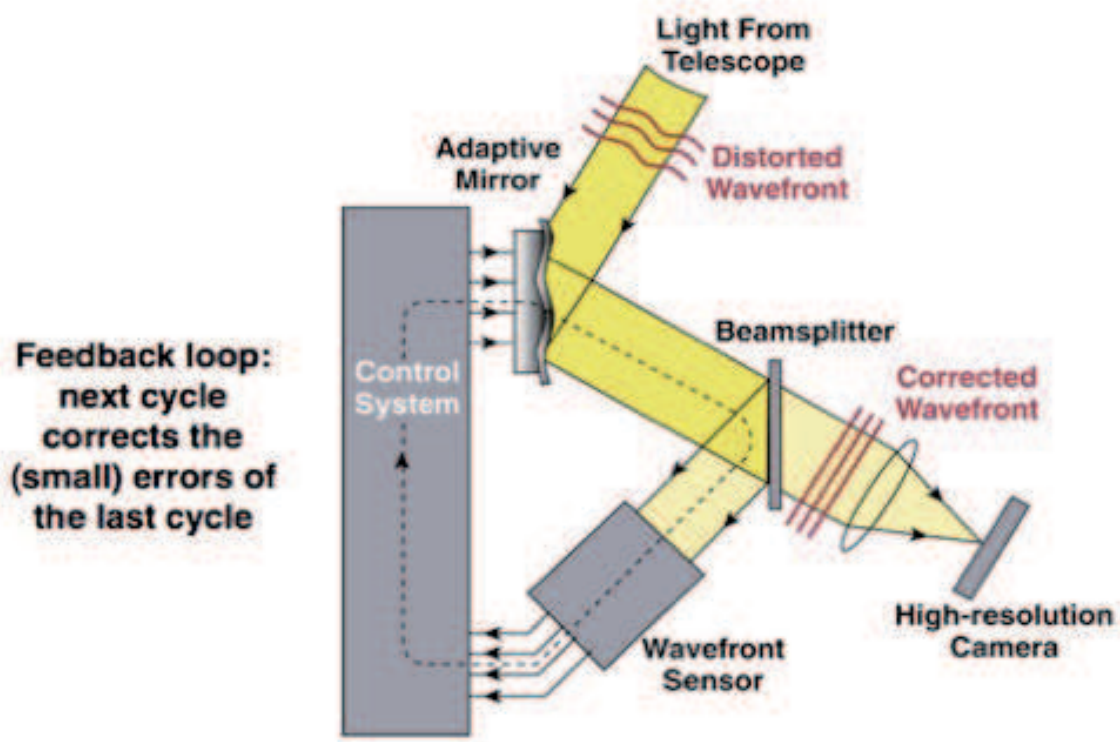 Light From
Telescope
Distorted
Wavefront
Adaptive
Mirror
Beamsplitter
Feedback loop:
next cycle
corrects the
(small) errors of
the last cycle
Control
System
Corrected
Wavefront
High-resolution
Camera
Wavefront
Sensor